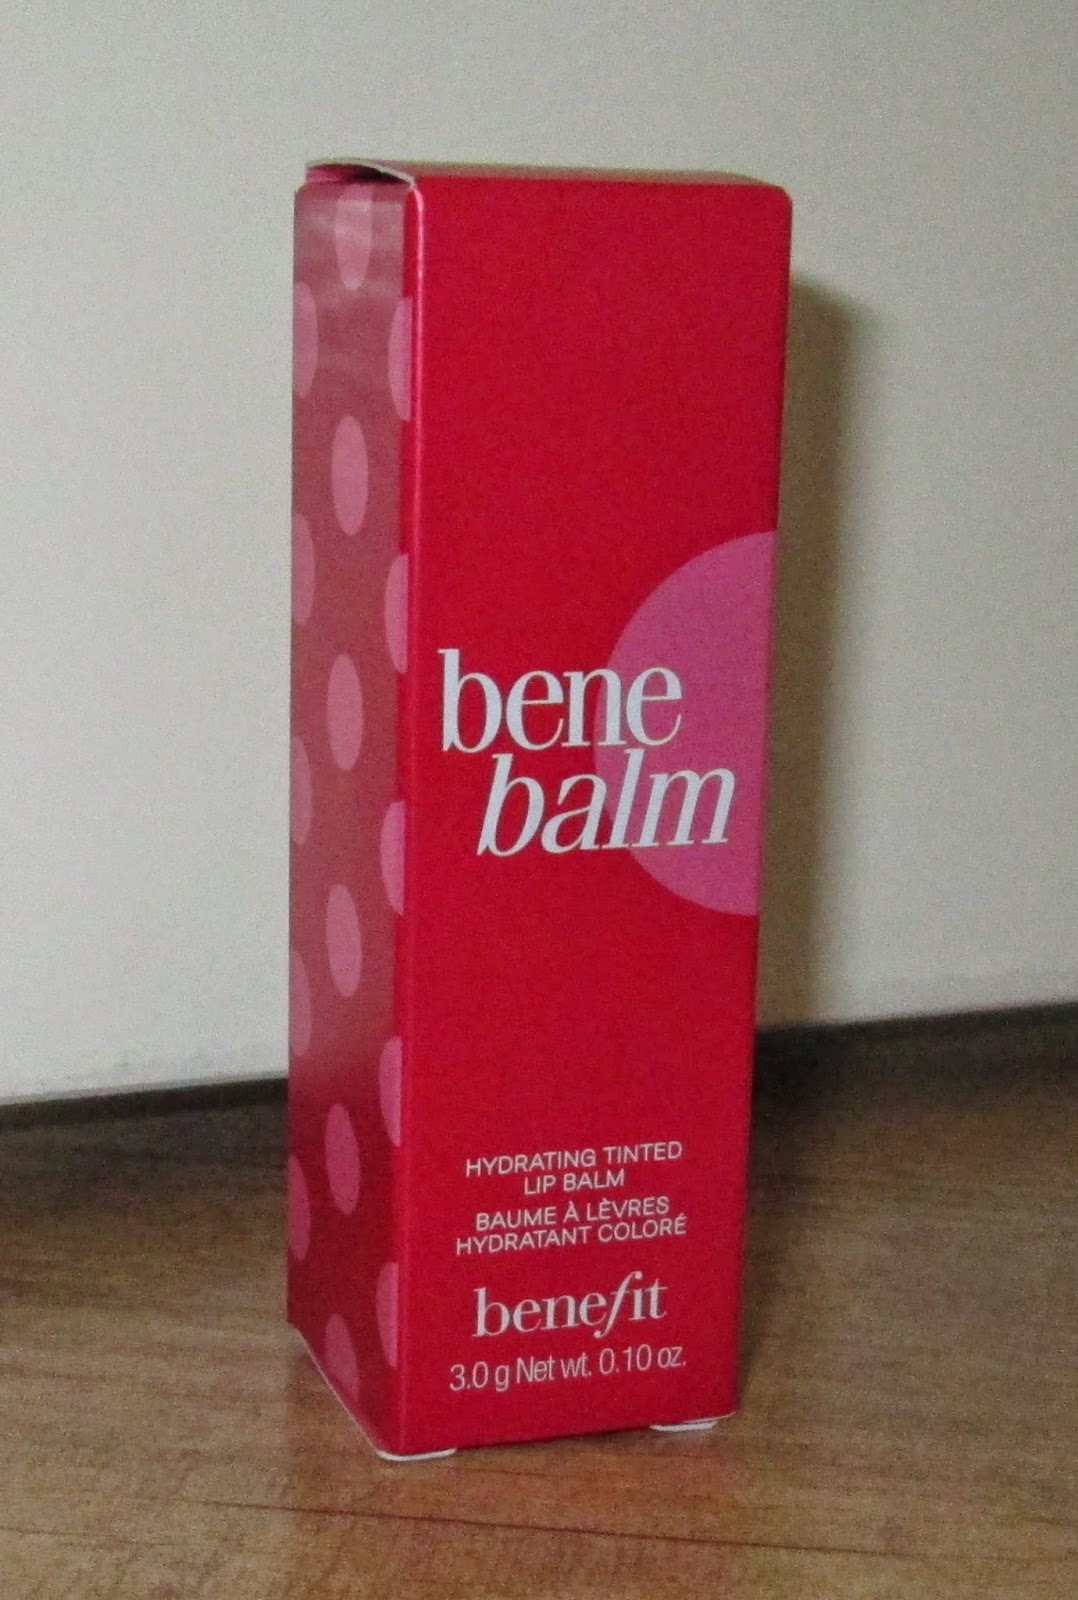 bene
balm
HYDRATING TINTED
LIP BALM
BAUME À LÈVRES
HYDRATANT COLORÉ
benefit
3.0 g Net wt. 0.10 oz.